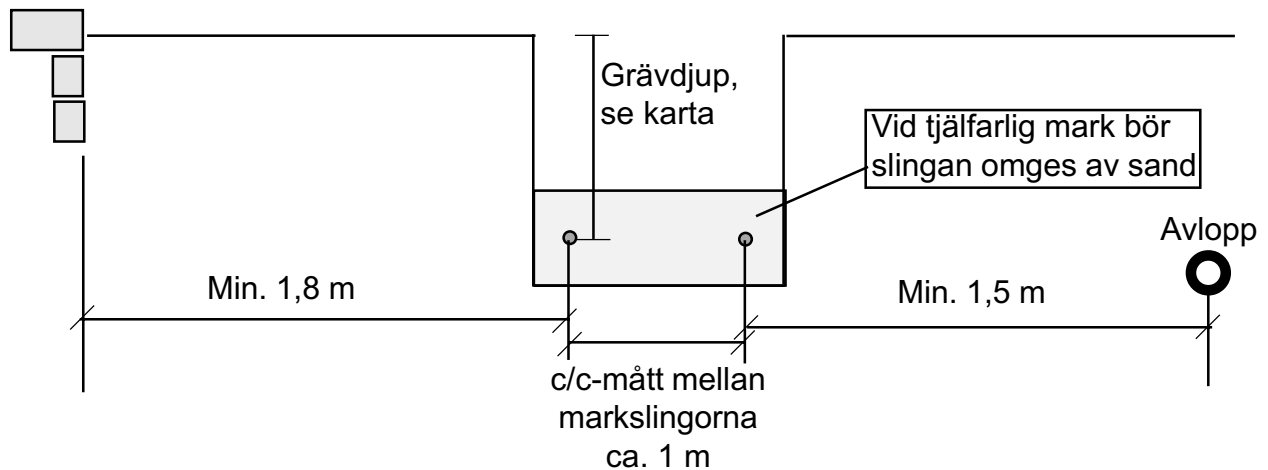 Grävdjup,
se karta
Vid tjälfarlig mark bör
slingan omges av sand
Avlopp
Min. 1,8 m
Min. 1,5 m
c/c-mått mellan
markslingorna
ca. 1 m